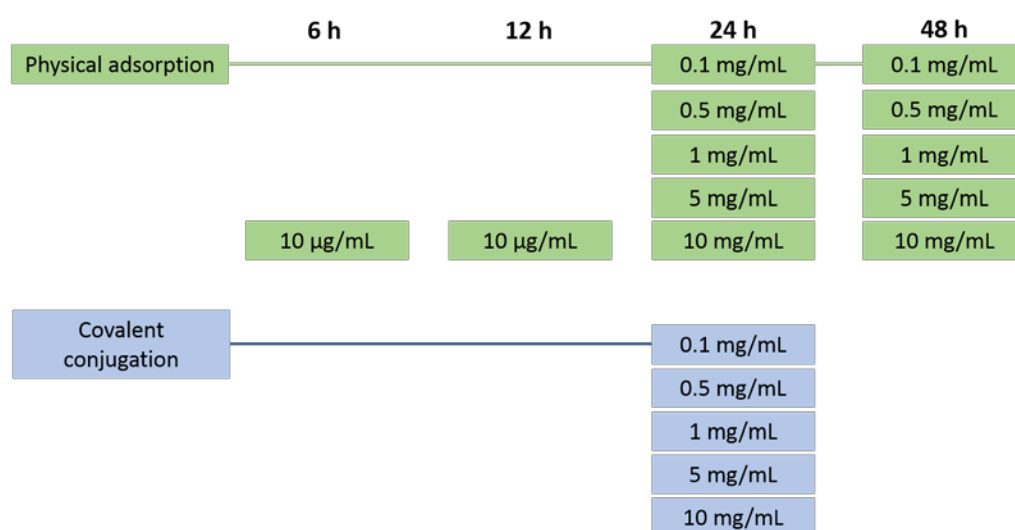 6 h 12 h 24 h 48 h
Physical adsorption 0.1 mg/mL 0.1 mg/mL
0.5 mg/mL 0.5 mg/mL
1 mg/mL 1 mg/mL
5 mg/mL 5 mg/mL
10 µg/mL 10 µg/mL 10 mg/mL 10 mg/mL
Covalent
conjugation
0.1 mg/mL
0.5 mg/mL
1 mg/mL
5 mg/mL
10 mg/mL